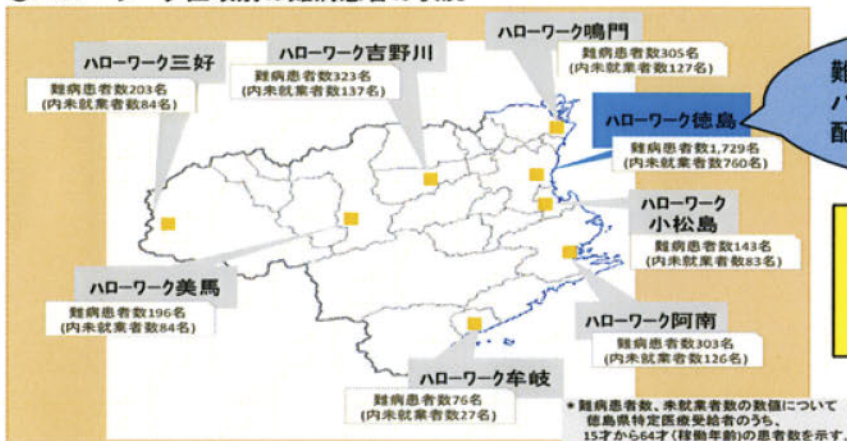 ハローワーク鳴門
難病患者数305名
(内未就業者数127名)
ハローワーク吉野川
難病患者数323名
(内未就業者数137名)
ハローワーク三好
難病患者数203名
(内未就業者数84名)
ハローワーク徳島
難病患者数1,729名
(内未就業者数760名)
難
ハ
配
ハローワーク
小松島
難病患者数143名
(内未就業者数83名)
ハローワーク美馬
難病患者数196名
(内未就業者数84名)
ハローワーク阿南
難病患者数303名
(内未就業者数126名)
ハローワーク牟岐
難病患者数76名
(内未就業者数27名)
*難病患者数、未就業者数の数値について
徳島県特定医療受給者のうち、
15才から64才(稼働年齢)の患者数を示す。